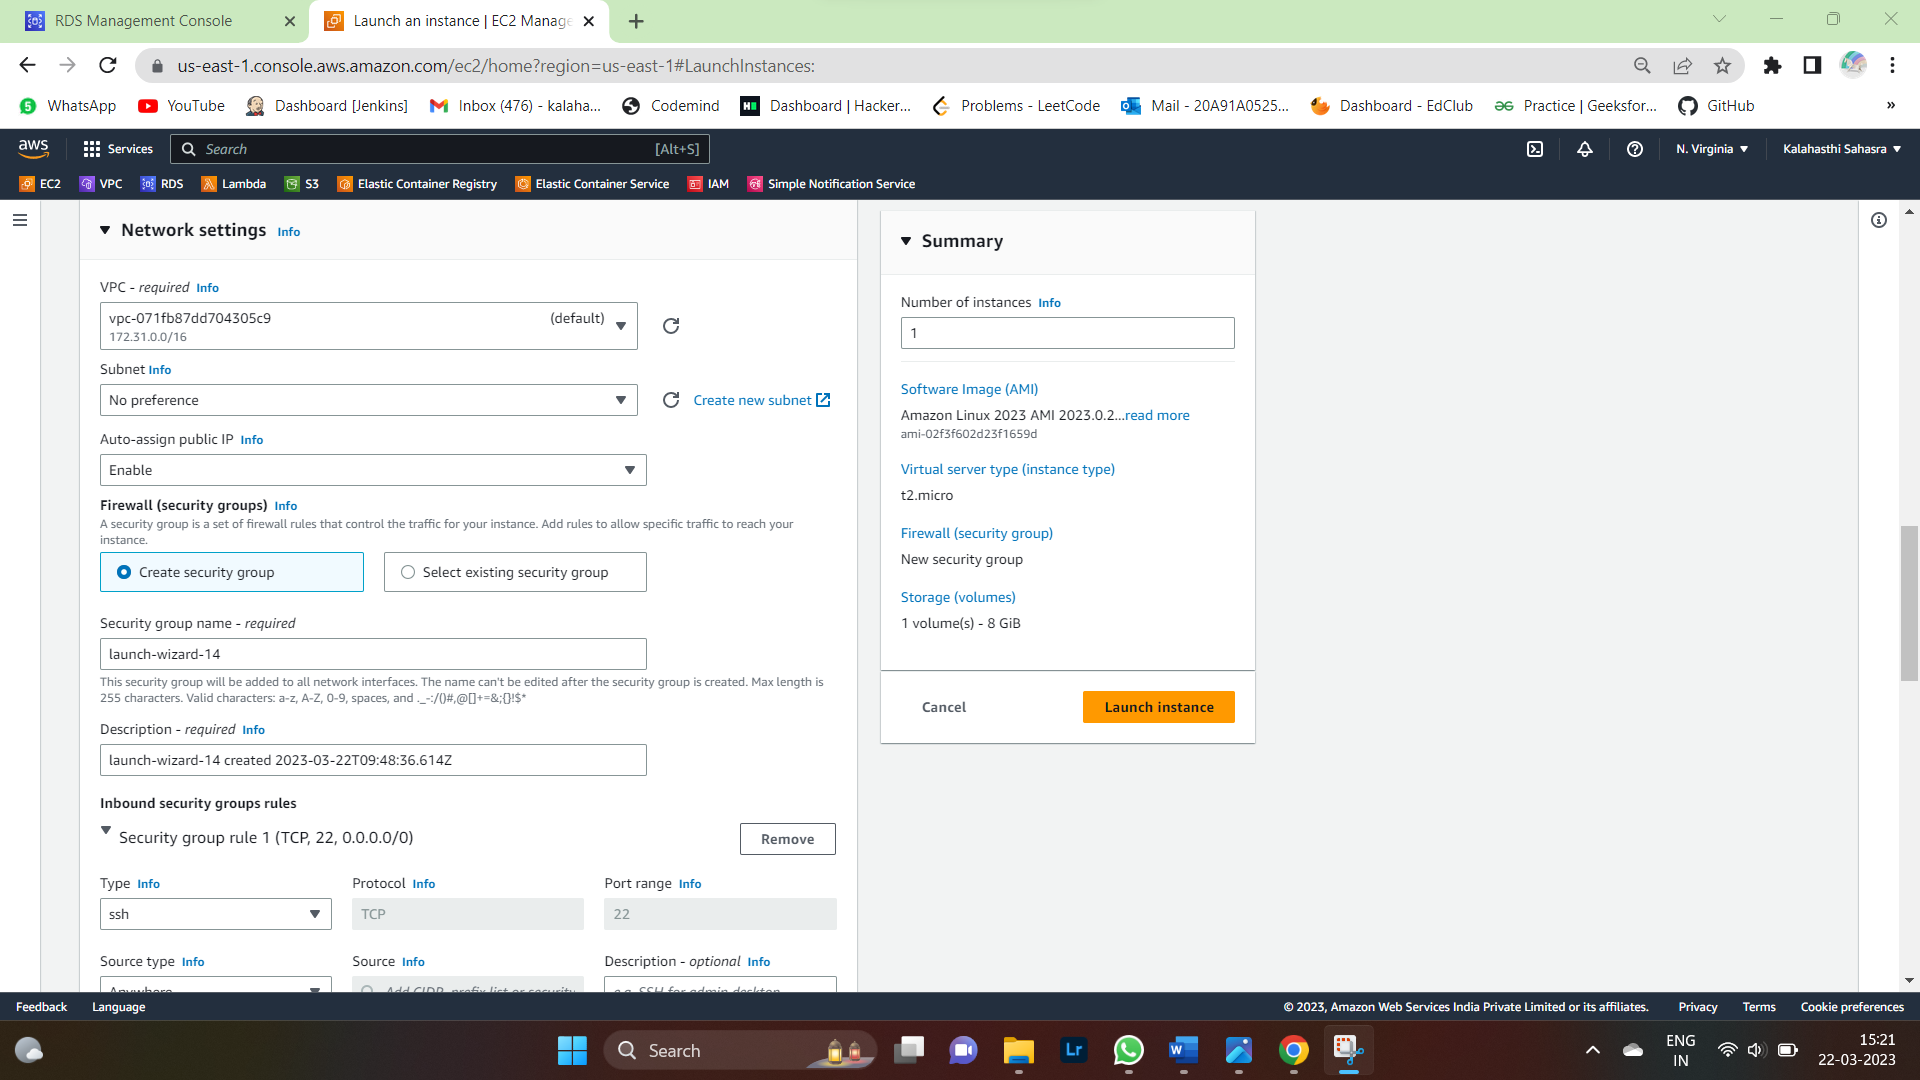 RDS Management Console
Launch an instance | EC2 Manage
us-east-1.console.aws.amazon.com/ec2/home?region=us-east-1#LaunchInstances:
WhatsApp YouTube Dashboard [Jenkins] Inbox (476) - kalaha... Codemind Dashboard | Hacker... Problems - LeetCode Mail - 20A91A0525... Dashboard - EdClub Practice | Geeksfor... GitHub »
aws Services Search [Alt+S] N. Virginia Kalahasthi Sahasra
EC2 VPC RDS Lambda S3 Elastic Container Registry Elastic Container Service IAM Simple Notification Service
Network settings Info
VPC - required Info
vpc-071fb87dd704305c9 (default)
172.31.0.0/16
Subnet Info
No preference
Create new subnet
Auto-assign public IP Info
Enable
Firewall (security groups) Info
A security group is a set of firewall rules that control the traffic for your instance. Add rules to allow specific traffic to reach your
instance.
Create security group Select existing security group
Security group name - required
launch-wizard-14
This security group will be added to all network interfaces. The name can't be edited after the security group is created. Max length is
255 characters. Valid characters: a-z, A-Z, 0-9, spaces, and ._-:/()#,@[]+=&;{}!$*
Description - required Info
launch-wizard-14 created 2023-03-22T09:48:36.614Z
Inbound security groups rules
Security group rule 1 (TCP, 22, 0.0.0.0/0)
Remove
Type Info Protocol Info Port range Info
ssh TCP 22
Source type Info Source Info Description - optional Info
Anywhere Add CIDR, prefix list or security e.g. SSH for admin desktop
Summary
Number of instances Info
1
Software Image (AMI)
Amazon Linux 2023 AMI 2023.0.2...read more
ami-02f3f602d23f1659d
Virtual server type (instance type)
t2.micro
Firewall (security group)
New security group
Storage (volumes)
1 volume(s) - 8 GiB
Cancel Launch instance
Feedback Language © 2023, Amazon Web Services India Private Limited or its affiliates. Privacy Terms Cookie preferences
Search
Lr
W
ENG
IN
15:21
22-03-2023